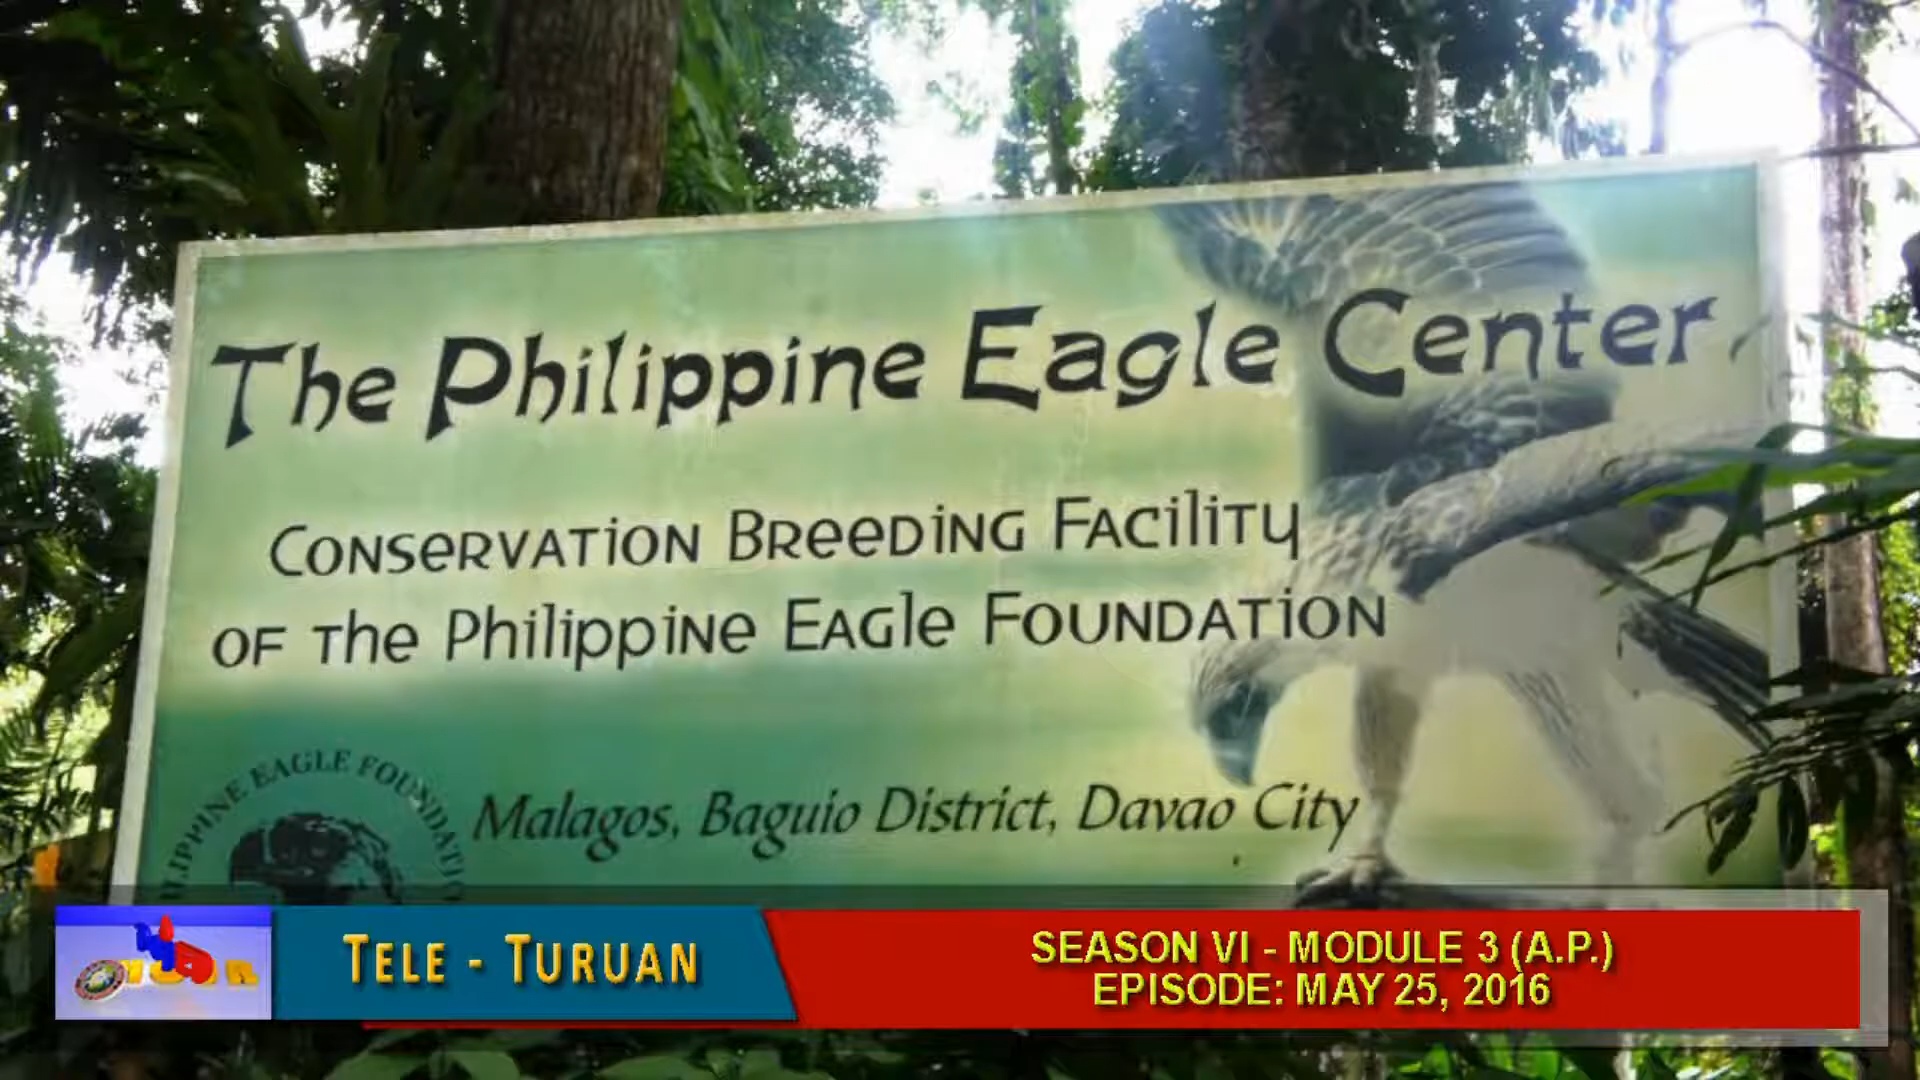 The Philippine Eagle Center
Conservation Breeding Facility
of the Philippine Eagle Foundation
EAGLE
Malagos, Baguio District, Davao City
TELE - TURUAN
SEASON VI - MODULE 3 (A.P.)
EPISODE: MAY 25, 2016